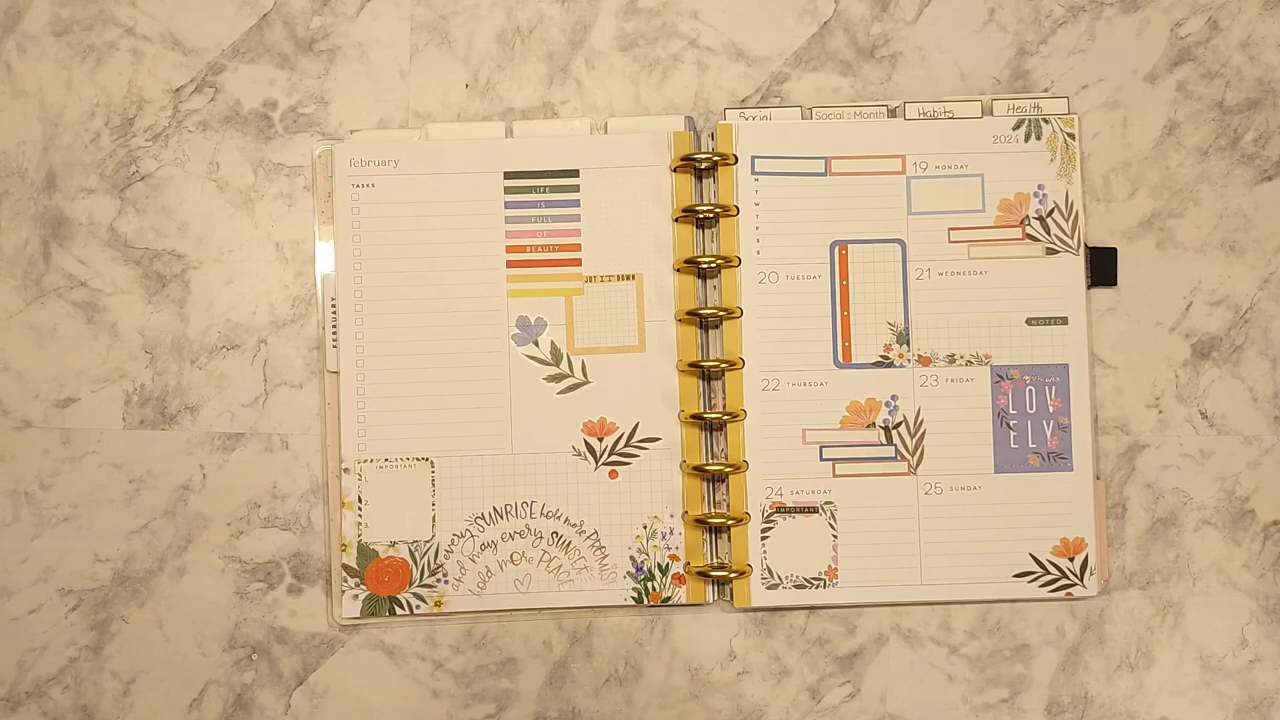 Social
Social the Month
Habits
Health
february
TASKS
LIFE
IS
FULL
OF
BEAUTY
JOT IT DOWN
FEBRUARY
IMPORTANT
1.
2.
3.
every SUNRISE hold more PROMISE
and may every SUNSET
hold more PEACE
2024
M
T
W
T
F
S
S
19 MONDAY
20 TUESDAY
21 WEDNESDAY
NOTED
22 THURSDAY
23 FRIDAY
LOV
ELY
24 SATURDAY
IMPORTANT
25 SUNDAY